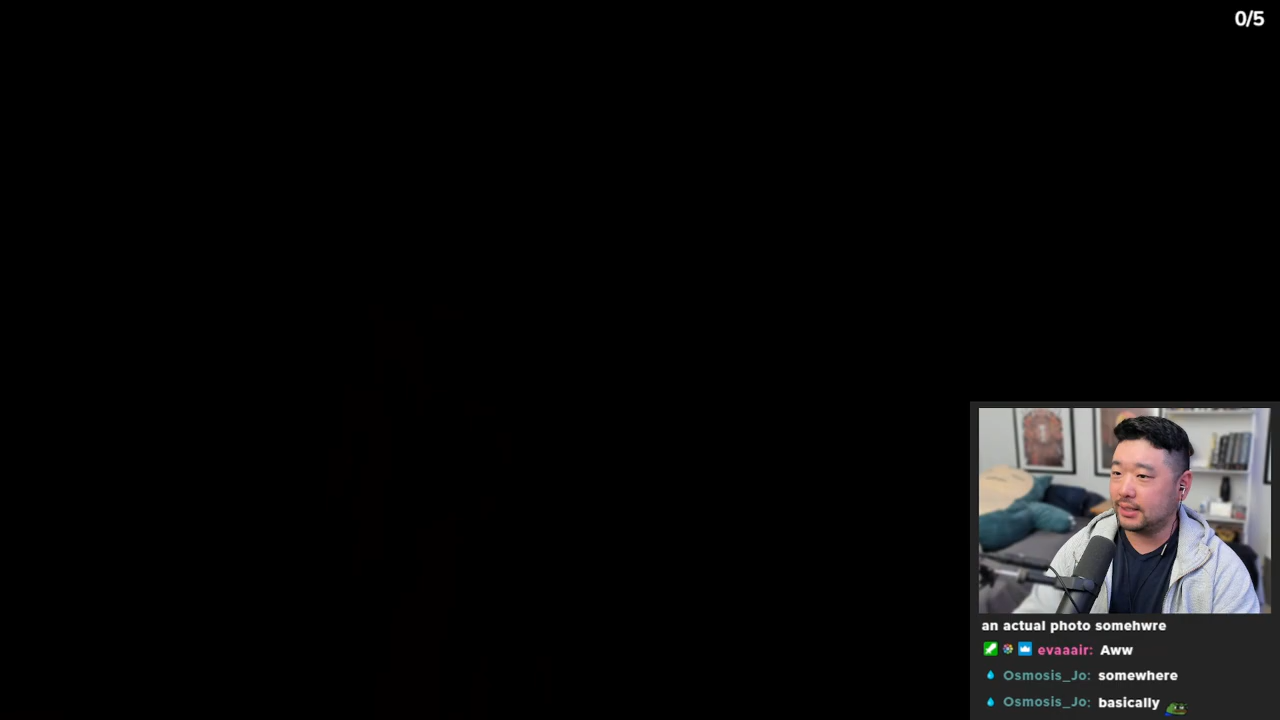 0/5
an actual photo somehwre
evaaair: Aww
Osmosis_Jo: somewhere
Osmosis_Jo: basically